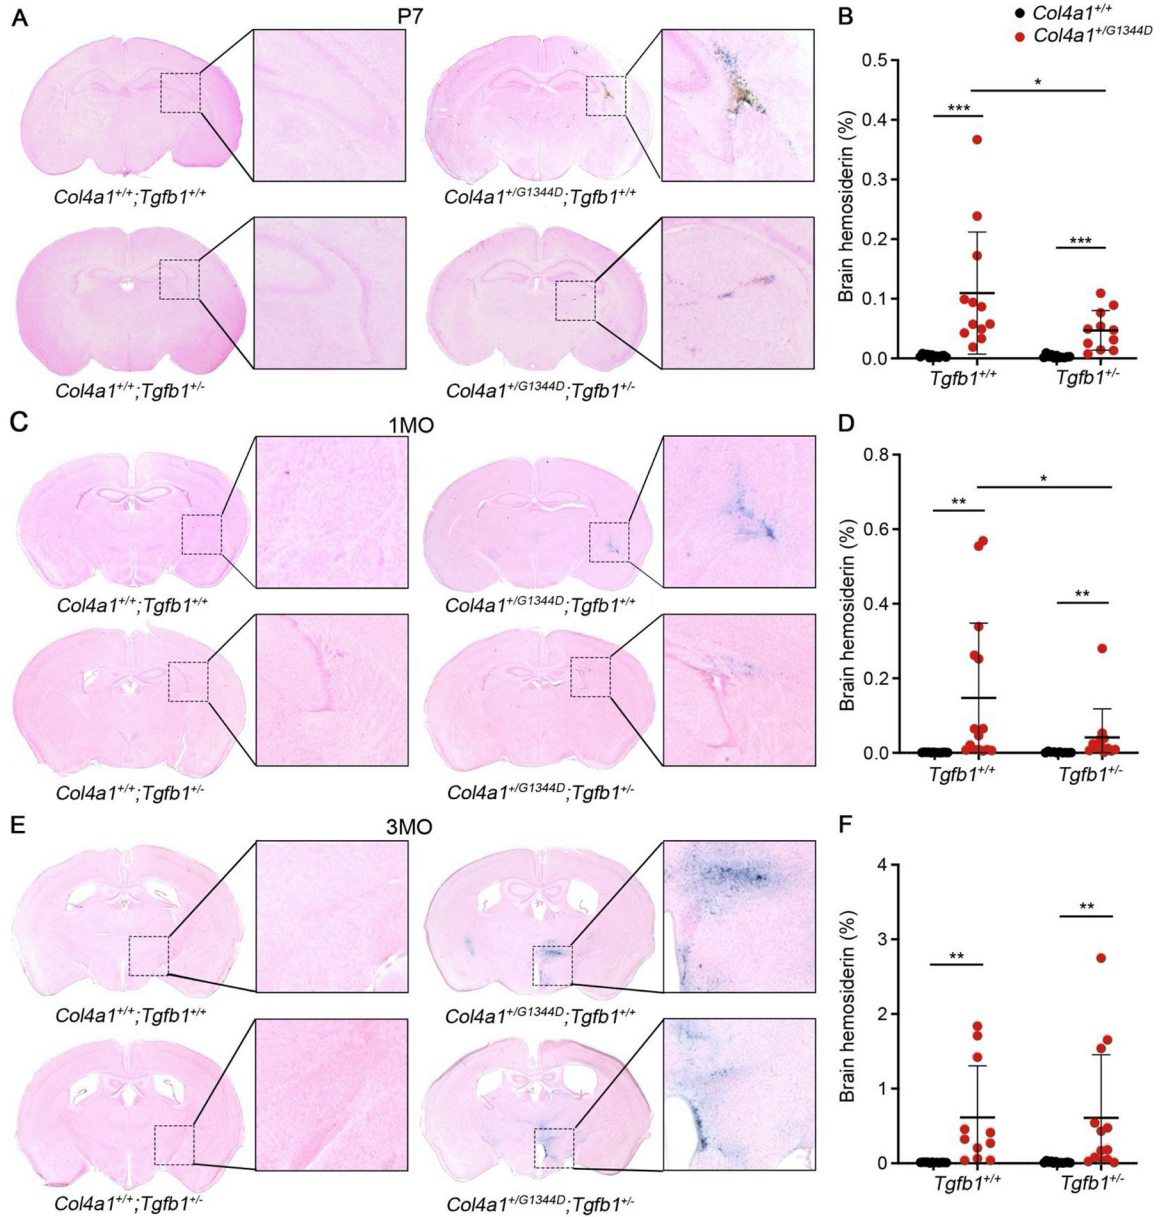 A
P7
Col4a1+/+;Tgfb1+/+
Col4a1+/G1344D;Tgfb1+/+
Col4a1+/+;Tgfb1+/-
Col4a1+/G1344D;Tgfb1+/-
B
Col4a1+/+
Col4a1+/G1344D
Brain hemosiderin (%)
0.5
0.4
0.3
0.2
0.1
0.0
*
***
***
Tgfb1+/+
Tgfb1+/-
C
1MO
Col4a1+/+;Tgfb1+/+
Col4a1+/G1344D;Tgfb1+/+
Col4a1+/+;Tgfb1+/-
Col4a1+/G1344D;Tgfb1+/-
D
Brain hemosiderin (%)
0.8
0.6
0.4
0.2
0.0
*
**
**
Tgfb1+/+
Tgfb1+/-
E
3MO
Col4a1+/+;Tgfb1+/+
Col4a1+/G1344D;Tgfb1+/+
Col4a1+/+;Tgfb1+/-
Col4a1+/G1344D;Tgfb1+/-
F
Brain hemosiderin (%)
4
3
2
1
0
**
**
Tgfb1+/+
Tgfb1+/-